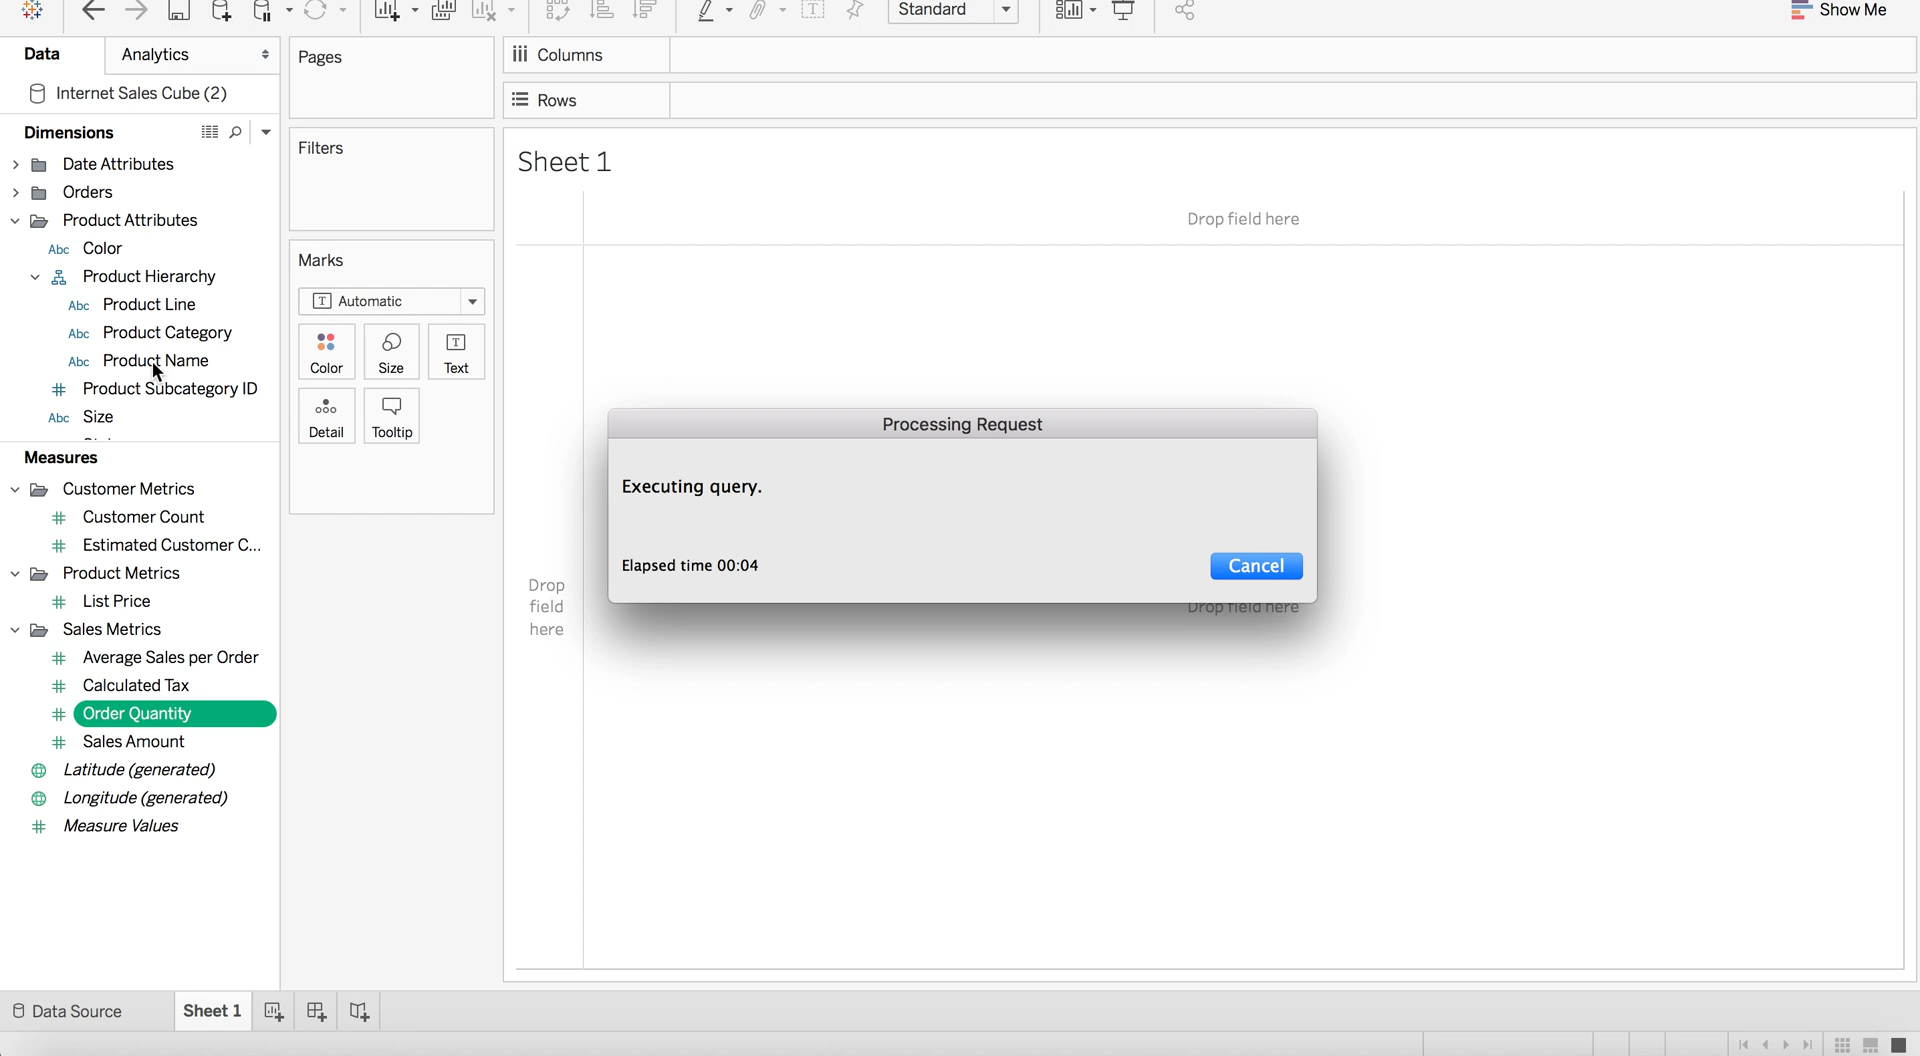 Standard
Show Me
Data
Analytics
Pages
Columns
Internet Sales Cube (2)
Rows
Dimensions
Filters
Sheet 1
Date Attributes
Orders
Product Attributes
Drop field here
Abc Color
Marks
Product Hierarchy
Abc Product Line
T Automatic
Abc Product Category
Abc Product Name
Color
Size
T Text
# Product Subcategory ID
Abc Size
Detail
Tooltip
Processing Request
Measures
Customer Metrics
Executing query.
# Customer Count
# Estimated Customer C...
Product Metrics
Elapsed time 00:04
Cancel
# List Price
Drop
field
here
Drop field here
Sales Metrics
# Average Sales per Order
# Calculated Tax
# Order Quantity
# Sales Amount
Latitude (generated)
Longitude (generated)
# Measure Values
Data Source
Sheet 1